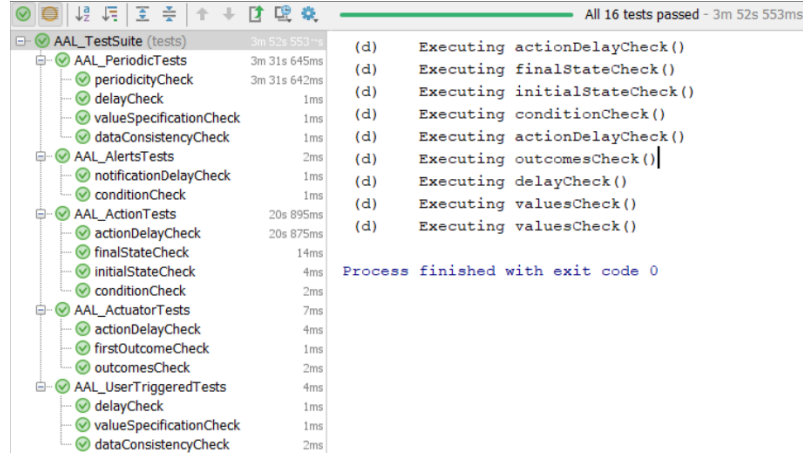 All 16 tests passed - 3m 52s 553ms
AAL_TestSuite (tests) 3m 52s 553ms
AAL_PeriodicTests 3m 31s 645ms
periodicityCheck 3m 31s 642ms
delayCheck 1ms
valueSpecificationCheck 1ms
dataConsistencyCheck 1ms
AAL_AlertsTests 2ms
notificationDelayCheck 1ms
conditionCheck 1ms
AAL_ActionTests 20s 895ms
actionDelayCheck 20s 875ms
finalStateCheck 14ms
initialStateCheck 4ms
conditionCheck 2ms
AAL_ActuatorTests 7ms
actionDelayCheck 4ms
firstOutcomeCheck 1ms
outcomesCheck 2ms
AAL_UserTriggeredTests 4ms
delayCheck 1ms
valueSpecificationCheck 1ms
dataConsistencyCheck 2ms
(d) Executing actionDelayCheck()
(d) Executing finalStateCheck()
(d) Executing initialStateCheck()
(d) Executing conditionCheck()
(d) Executing actionDelayCheck()
(d) Executing outcomesCheck()
(d) Executing delayCheck()
(d) Executing valuesCheck()
(d) Executing valuesCheck()
Process finished with exit code 0